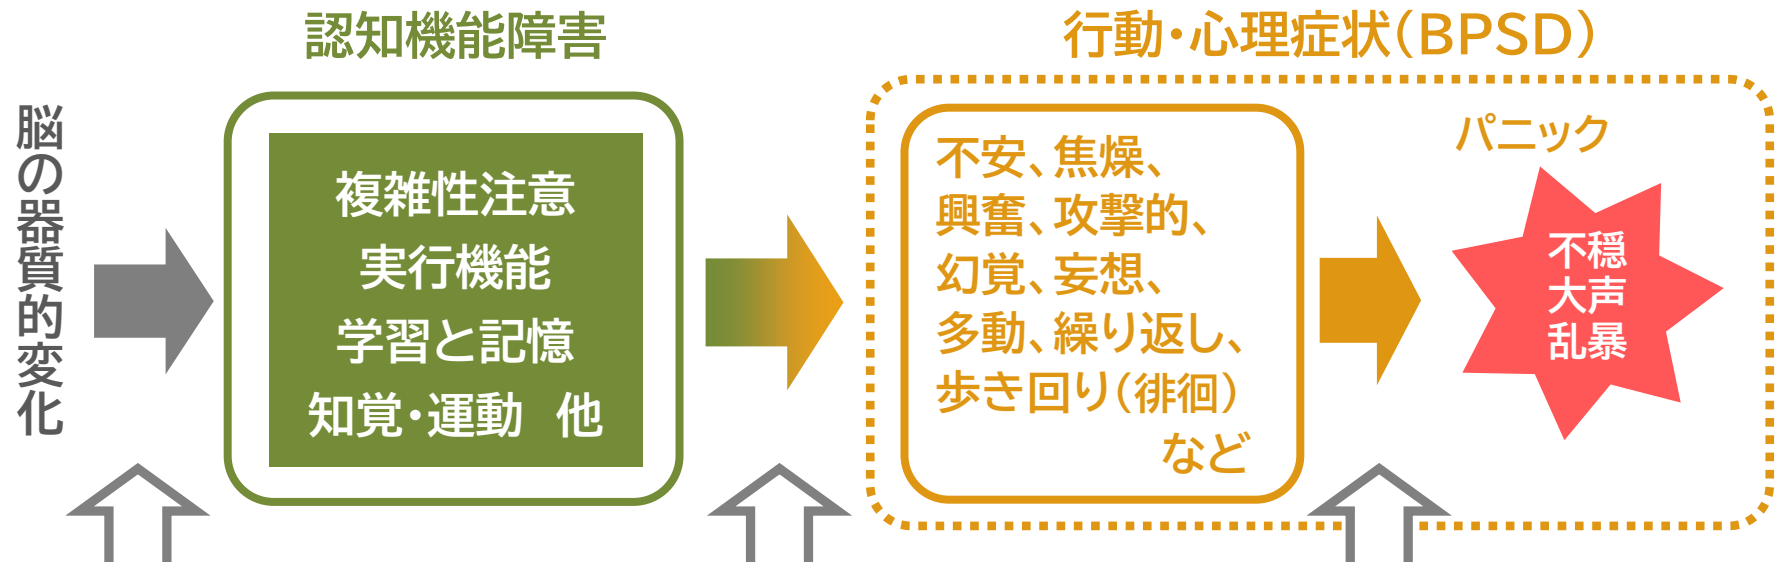 認知機能障害
行動・心理症状（BPSD）
脳の器質的変化
複雑性注意
実行機能
学習と記憶
知覚・運動　他
不安、焦燥、
興奮、攻撃的、
幻覚、妄想、
多動、繰り返し、
歩き回り（徘徊）
など
パニック
不穏
大声
乱暴